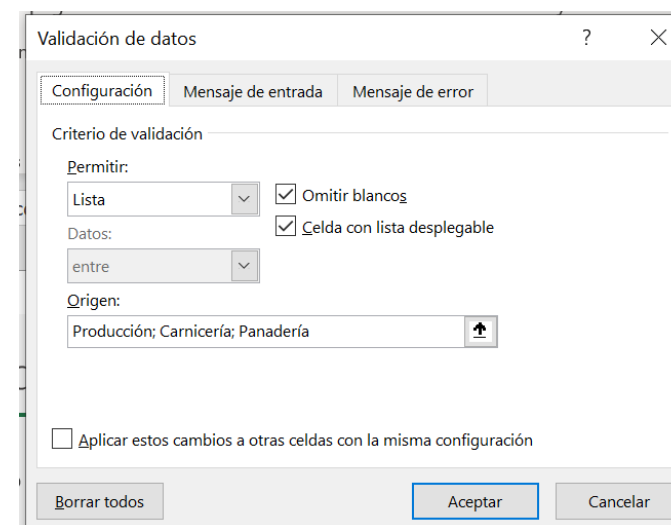 Validación de datos
?
Configuración
Mensaje de entrada
Mensaje de error
Criterio de validación
Permitir:
Lista
Omitir blancos
Celda con lista desplegable
Datos:
entre
Origen:
Producción; Carnicería; Panadería
Aplicar estos cambios a otras celdas con la misma configuración
Borrar todos
Aceptar
Cancelar